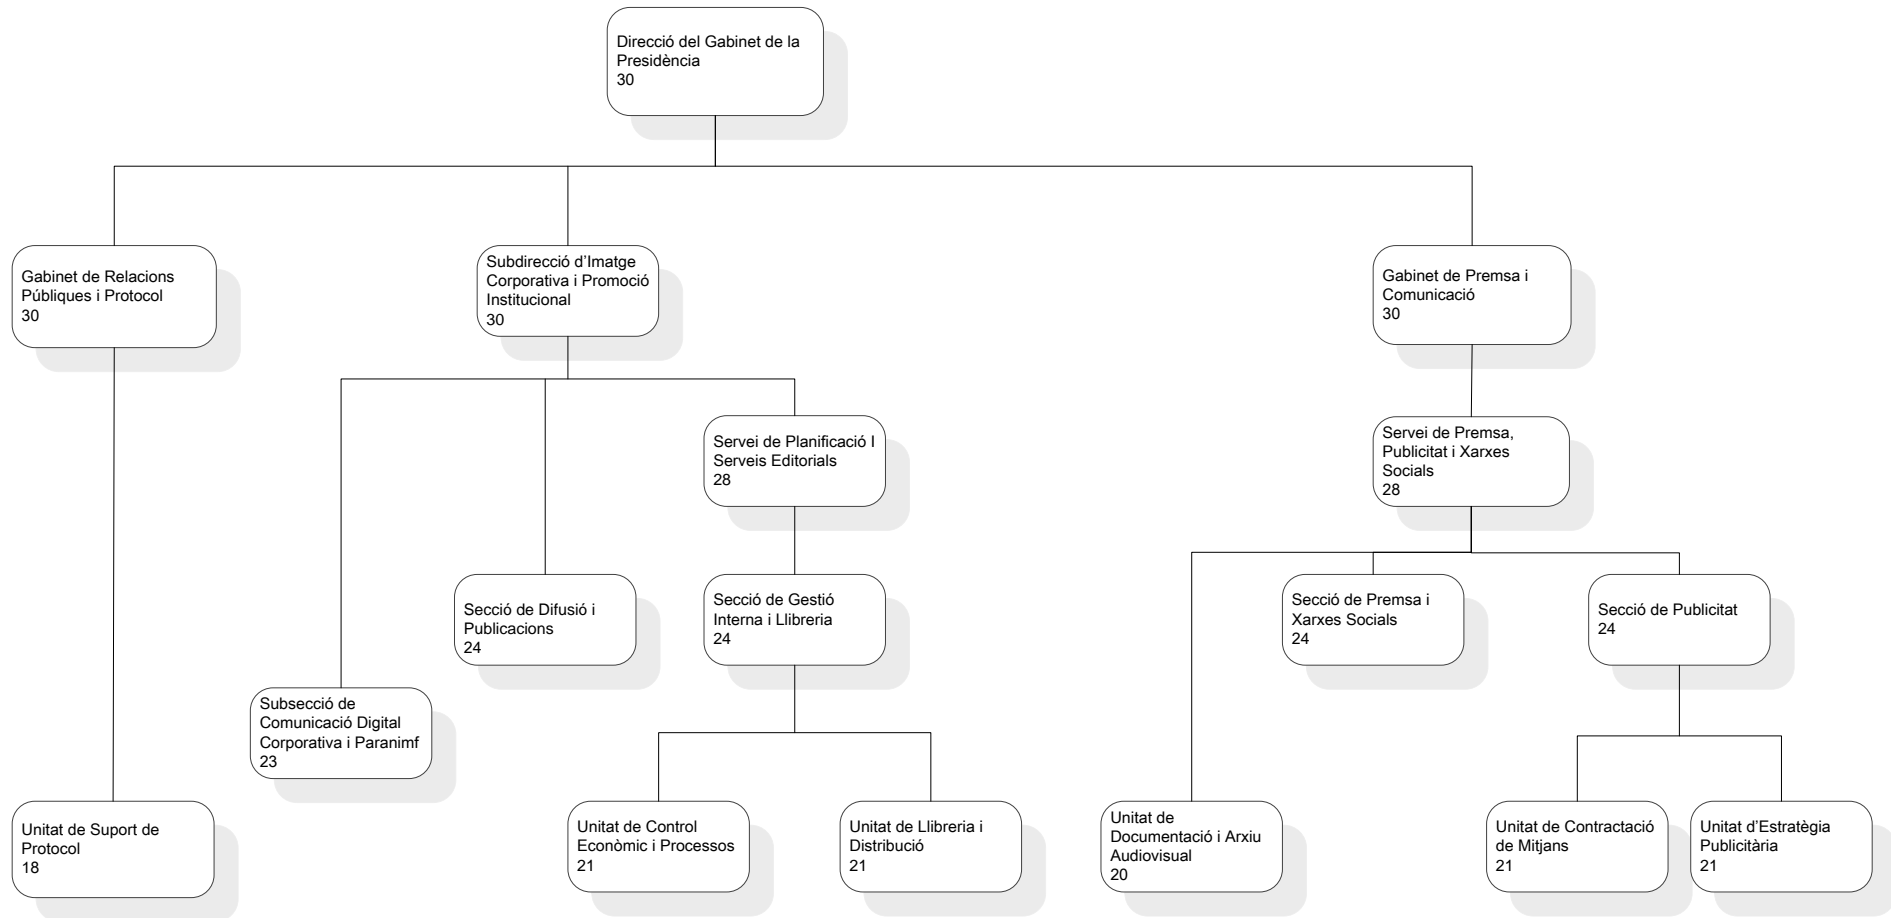 Direcció del Gabinet de la
Presidència
30
Gabinet de Relacions
Públiques i Protocol
30
Subdirecció d'Imatge
Corporativa i Promoció
Institucional
30
Gabinet de Premsa i
Comunicació
30
Servei de Planificació I
Serveis Editorials
28
Servei de Premsa,
Publicitat i Xarxes
Socials
28
Secció de Difusió i
Publicacions
24
Secció de Gestió
Interna i Llibreria
24
Secció de Premsa i
Xarxes Socials
24
Secció de Publicitat
24
Subsecció de
Comunicació Digital
Corporativa i Paranimf
23
Unitat de Suport de
Protocol
18
Unitat de Control
Econòmic i Processos
21
Unitat de Llibreria i
Distribució
21
Unitat de
Documentació i Arxiu
Audiovisual
20
Unitat de Contractació
de Mitjans
21
Unitat d'Estratègia
Publicitària
21